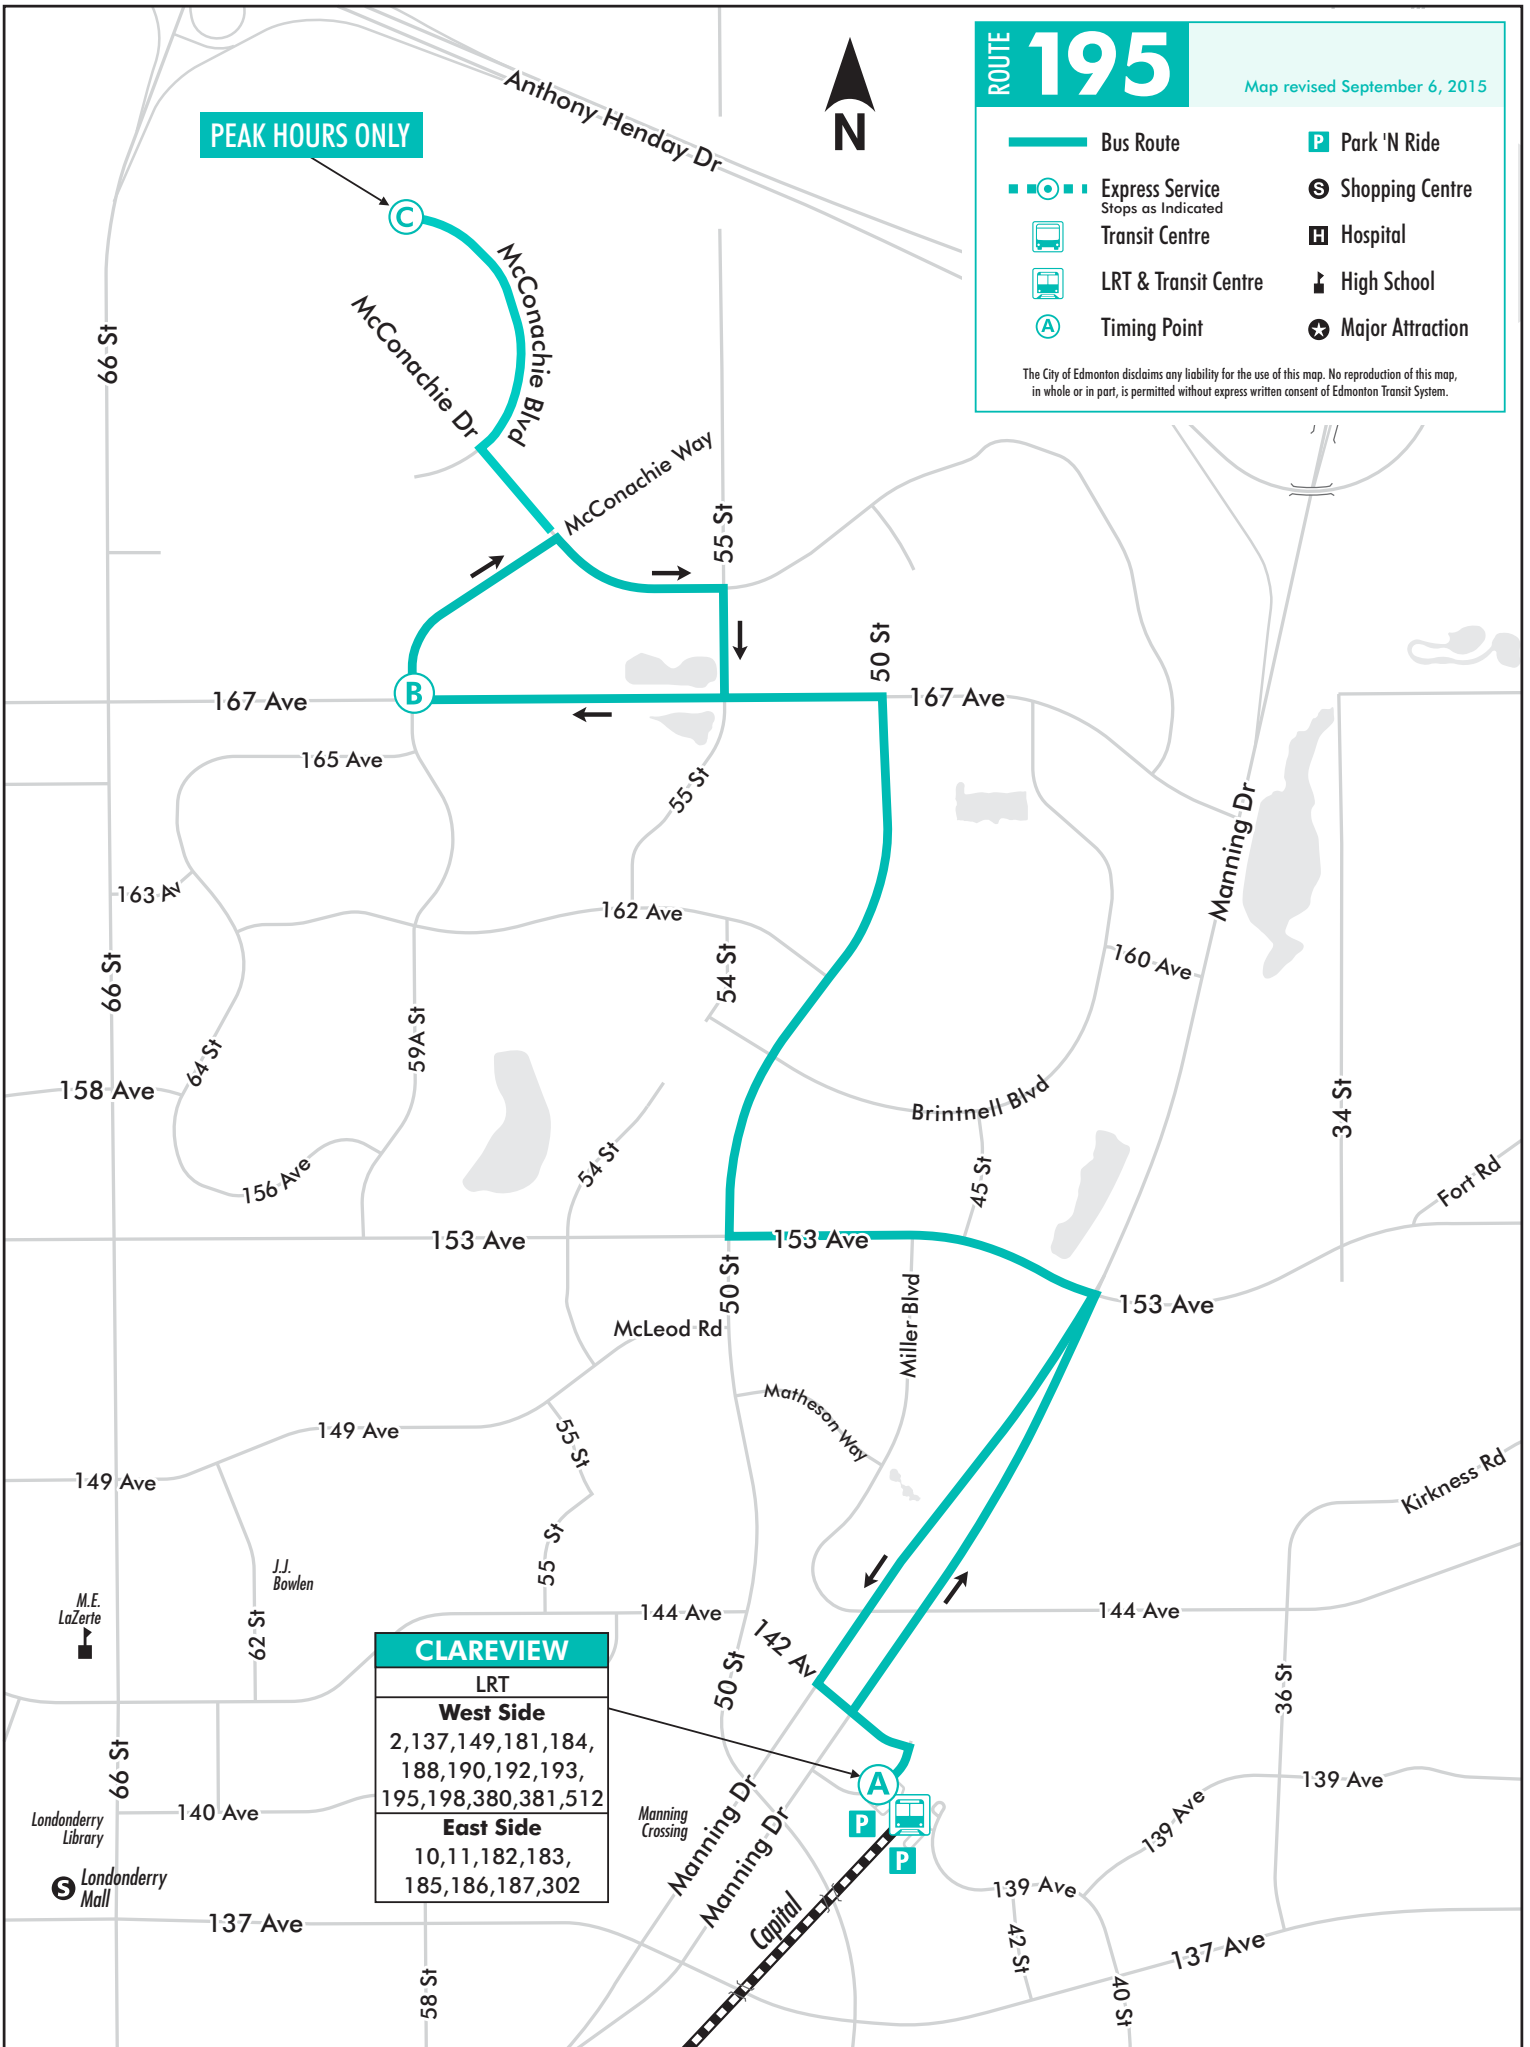 ROUTE 195
Map revised September 6, 2015
Bus Route
Express Service
Stops as Indicated
Transit Centre
LRT & Transit Centre
A Timing Point
P Park 'N Ride
S Shopping Centre
H Hospital
High School
Major Attraction
The City of Edmonton disclaims any liability for the use of this map. No reproduction of this map,
in whole or in part, is permitted without express written consent of Edmonton Transit System.
Anthony Henday Dr
N
PEAK HOURS ONLY
C
McConachie Blvd
McConachie Dr
66 St
McConachie Way
55 St
50 St
B
167 Ave
167 Ave
165 Ave
55 St
Manning Dr
163 Av
162 Ave
54 St
160 Ave
66 St
59A St
64 St
158 Ave
Brintnell Blvd
34 St
54 St
45 St
156 Ave
Fort Rd
153 Ave
153 Ave
50 St
Miller Blvd
153 Ave
McLeod Rd
Matheson Way
149 Ave
55 St
149 Ave
Kirkness Rd
55 St
J.J.
Bowlen
M.E.
LaZerte
62 St
144 Ave
144 Ave
142 Av
50 St
36 St
CLAREVIEW
LRT
West Side
2,137,149,181,184,
188,190,192,193,
195,198,380,381,512
East Side
10,11,182,183,
185,186,187,302
66 St
A
139 Ave
140 Ave
Londonderry
Library
Manning
Crossing
P
P
139 Ave
Manning Dr
Manning Dr
S
Londonderry
Mall
139 Ave
Capital
137 Ave
42 St
137 Ave
58 St
40 St